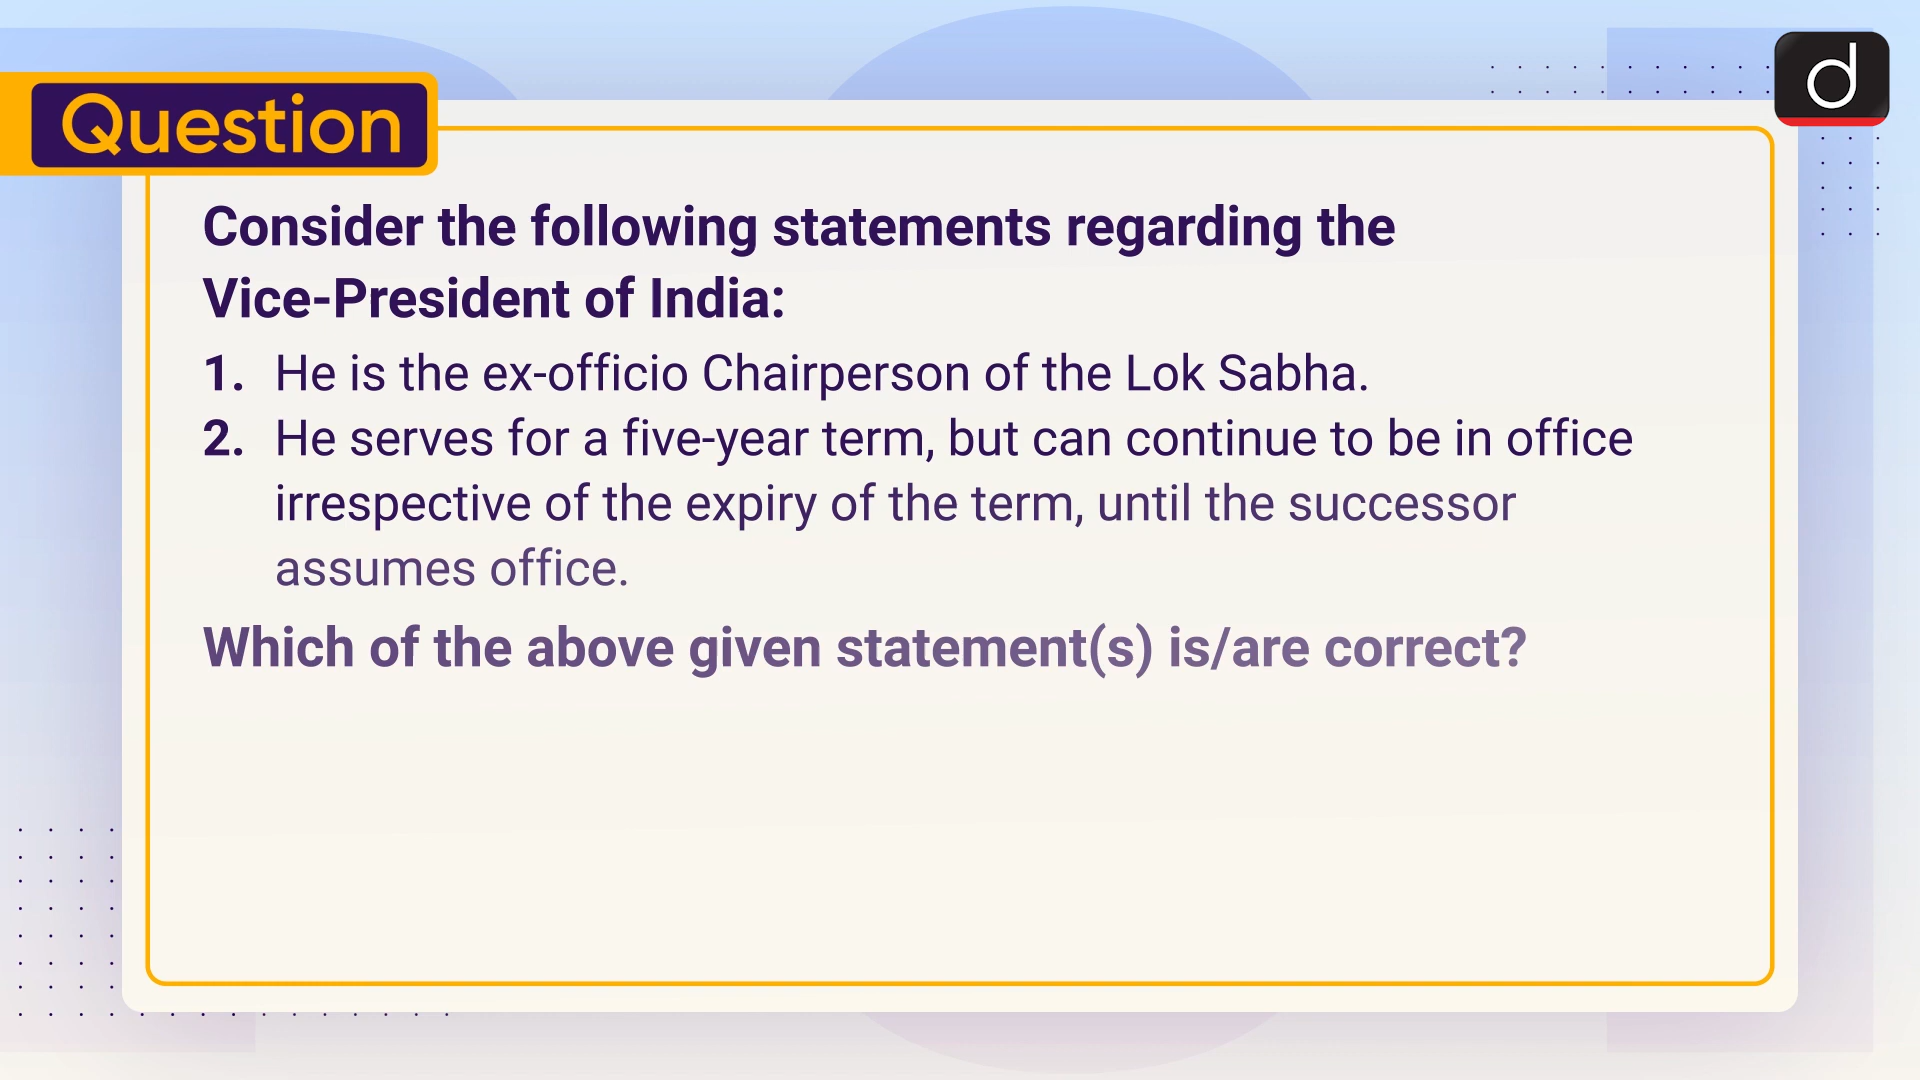 Question
d
Consider the following statements regarding the
Vice-President of India:
1. He is the ex-officio Chairperson of the Lok Sabha.
2. He serves for a five-year term, but can continue to be in office
irrespective of the expiry of the term, until the successor
assumes office.
Which of the above given statement(s) is/are correct?